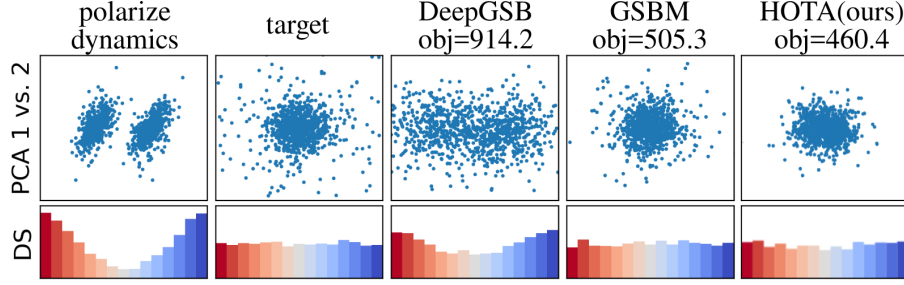 polarize
dynamics
target
DeepGSB
obj=914.2
GSBM
obj=505.3
HOTA(ours)
obj=460.4
PCA 1 vs. 2
DS